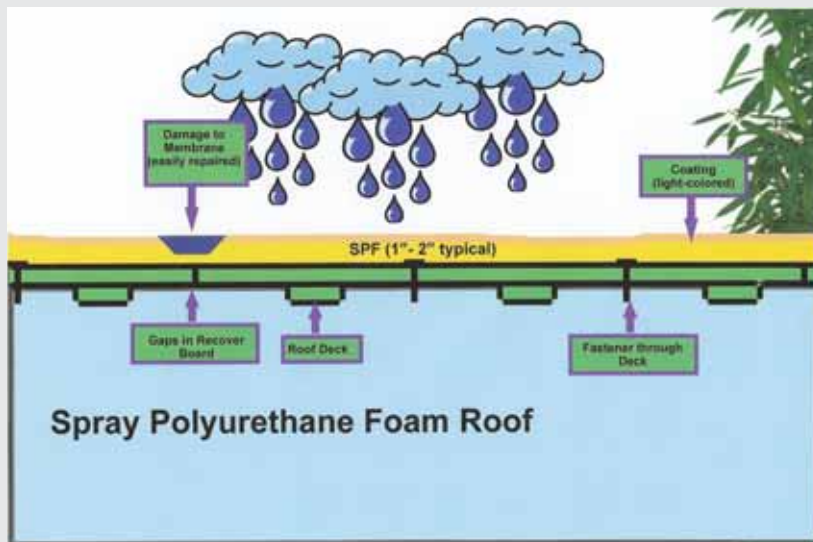 Damage to
Membrane
(easily repaired)
Coating
(light-colored)
SPF (1"- 2" typical)
Gaps in Recover
Board
Roof Deck
Fastener through
Deck
Spray Polyurethane Foam Roof